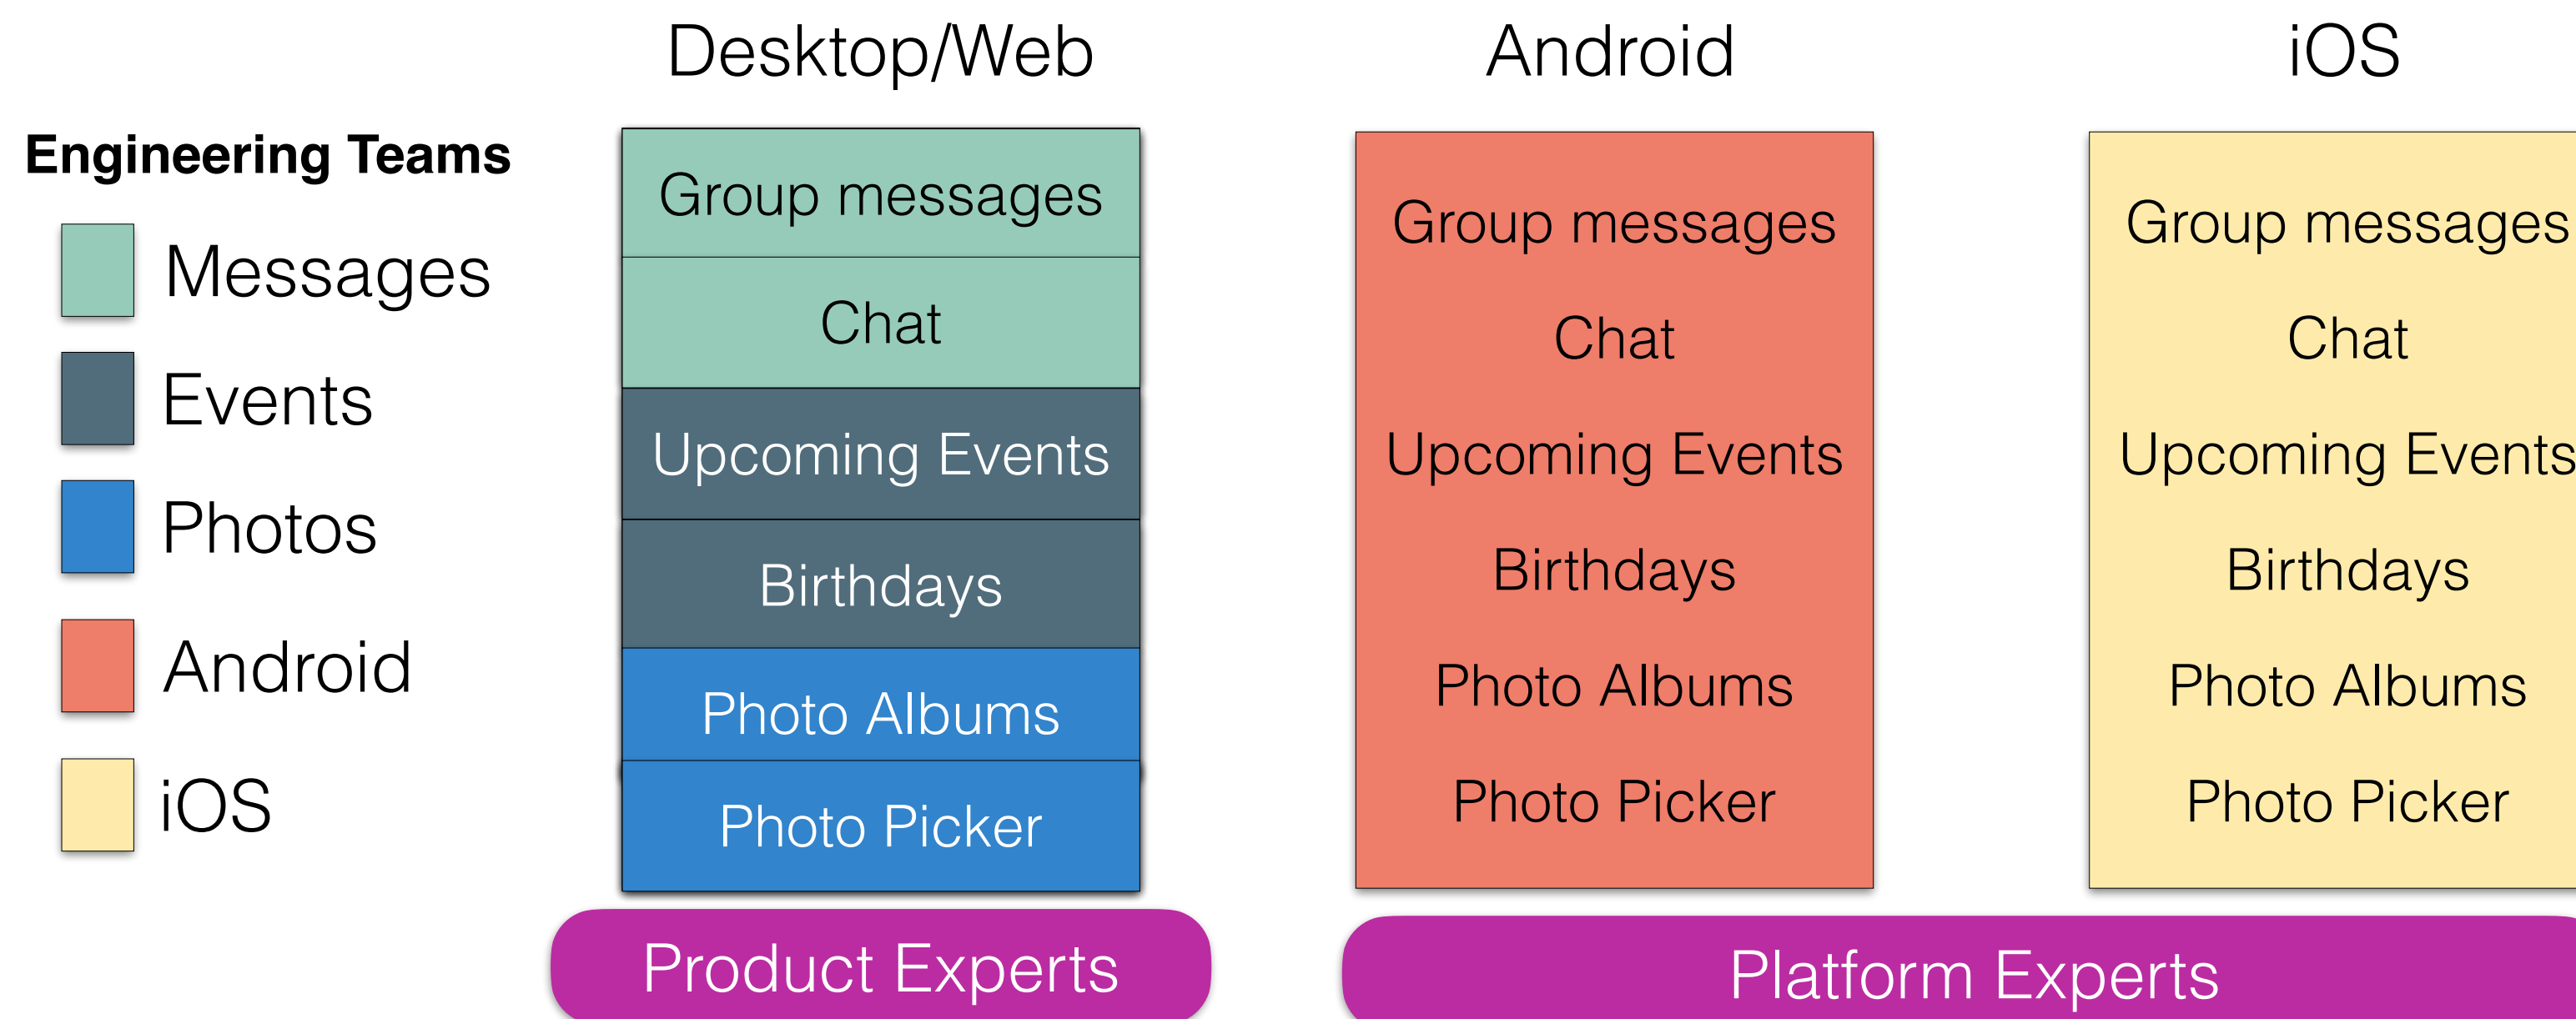 Desktop/Web
Android
iOS
Engineering Teams
Messages
Events
Photos
Android
iOS
Group messages
Chat
Upcoming Events
Birthdays
Photo Albums
Photo Picker
Group messages
Chat
Upcoming Events
Birthdays
Photo Albums
Photo Picker
Group messages
Chat
Upcoming Events
Birthdays
Photo Albums
Photo Picker
Product Experts
Platform Experts